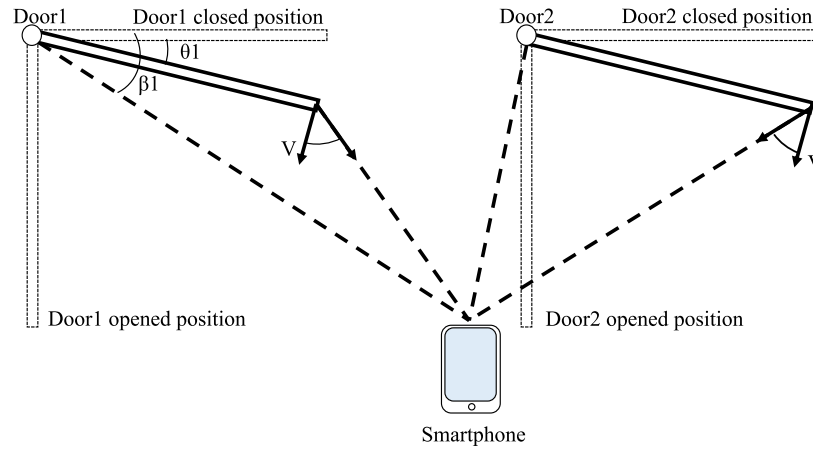 Door1
Door1 closed position
θ1
β1
V
Door1 opened position
Door2
Door2 closed position
V
Door2 opened position
Smartphone